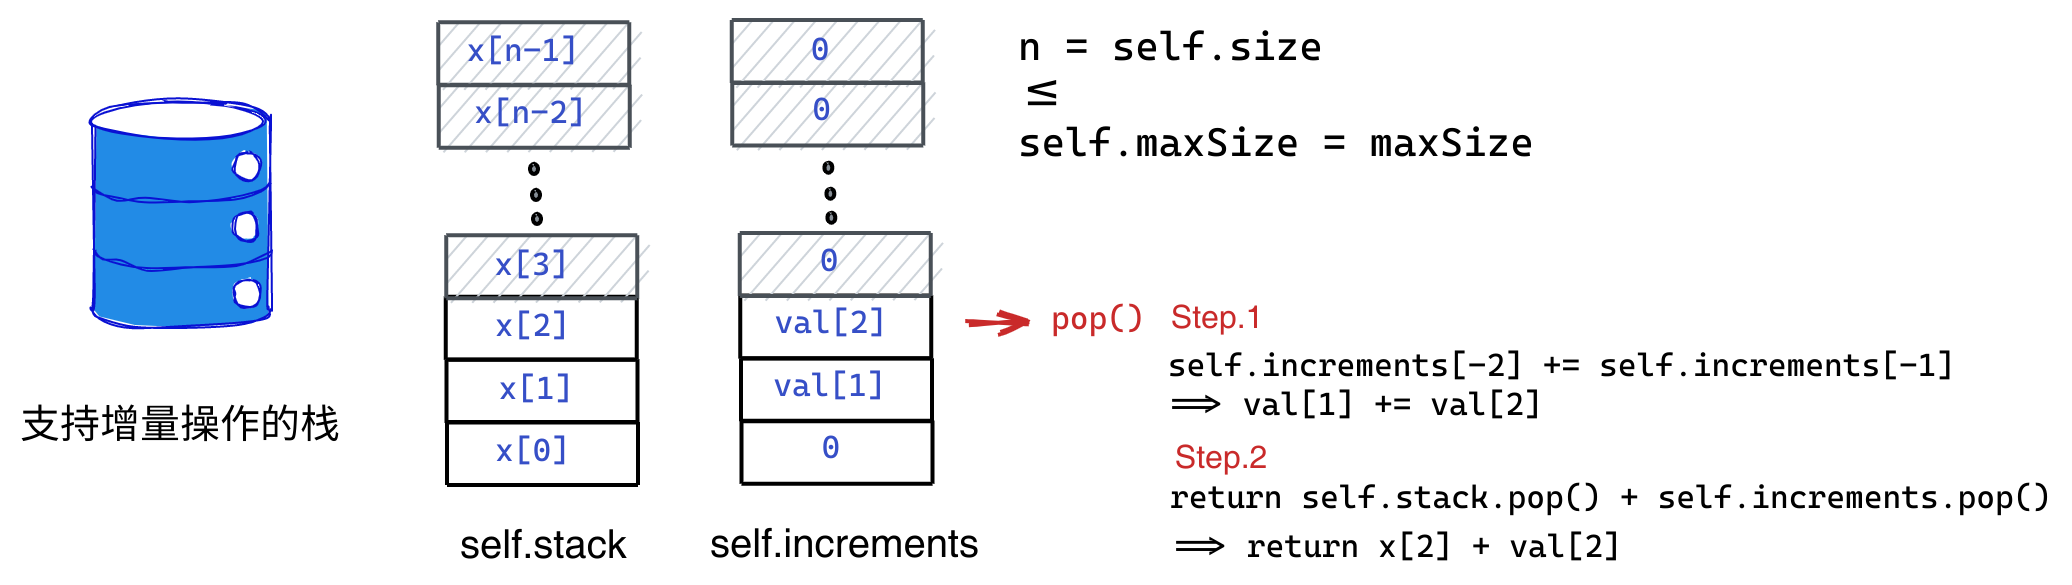 支持增量操作的栈
x[n-1]
x[n-2]
x[3]
x[2]
x[1]
x[0]
self.stack
0
0
0
val[2]
val[1]
0
self.increments
n = self.size
≤
self.maxSize = maxSize
pop() Step.1
self.increments[-2] += self.increments[-1]
⟹ val[1] += val[2]
Step.2
return self.stack.pop() + self.increments.pop()
⟹ return x[2] + val[2]